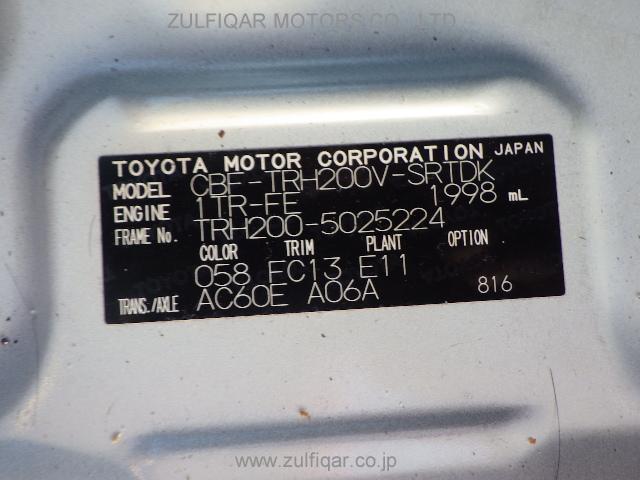 ZULFIQAR MOTORS CO., LTD.
TOYOTA MOTOR CORPORATION JAPAN
MODEL CBF-TRH200V-SRTDK
ENGINE 1TR-FE 1998 mL
FRAME No. TRH200-5025224
COLOR TRIM PLANT OPTION
058 FC13 E11
TRANS./AXLE AC60E A06A 816
www.zulfiqar.co.jp